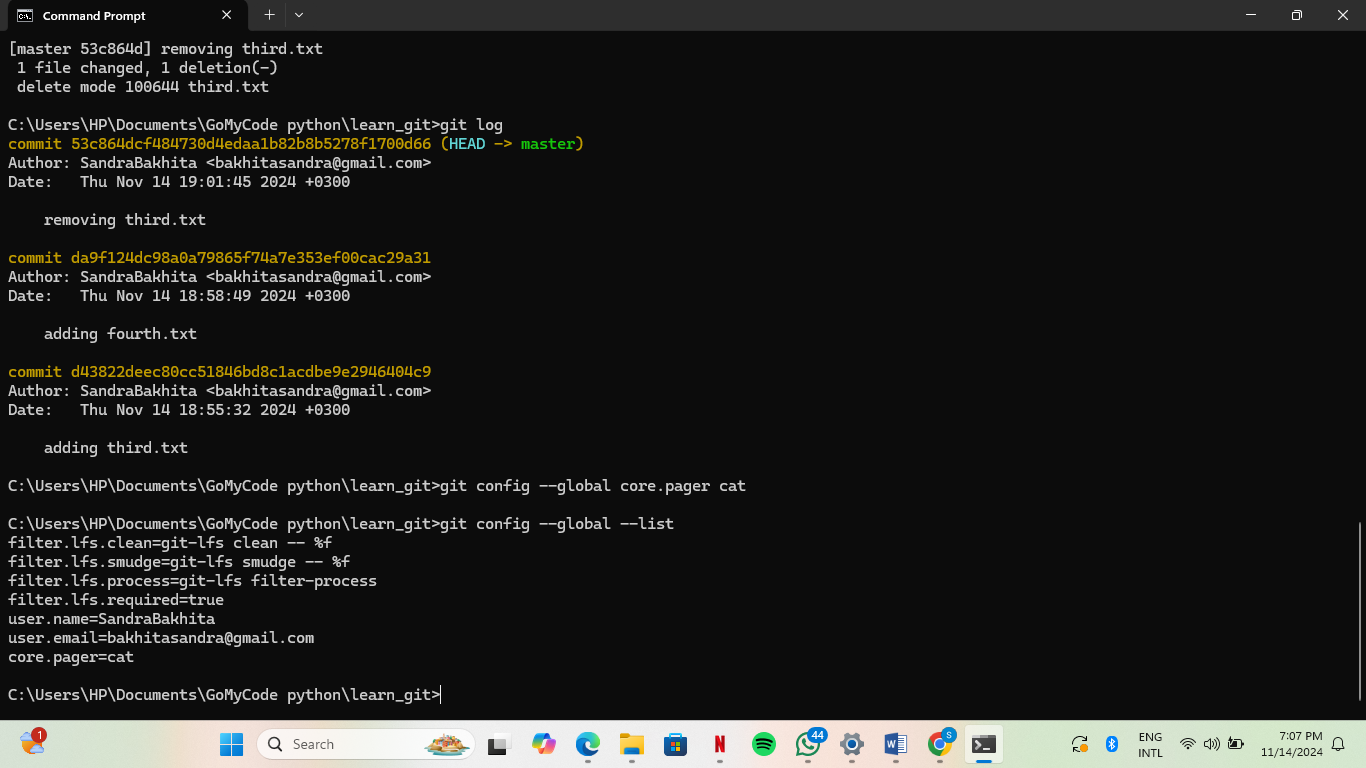 Command Prompt
[master 53c864d] removing third.txt
 1 file changed, 1 deletion(-)
 delete mode 100644 third.txt
C:\Users\HP\Documents\GoMyCode python\learn_git>git log
commit 53c864dcf484730d4edaa1b82b8b5278f1700d66 (HEAD -> master)
Author: SandraBakhita <bakhitasandra@gmail.com>
Date:   Thu Nov 14 19:01:45 2024 +0300
    removing third.txt
commit da9f124dc98a0a79865f74a7e353ef00cac29a31
Author: SandraBakhita <bakhitasandra@gmail.com>
Date:   Thu Nov 14 18:58:49 2024 +0300
    adding fourth.txt
commit d43822deec80cc51846bd8c1acdbe9e2946404c9
Author: SandraBakhita <bakhitasandra@gmail.com>
Date:   Thu Nov 14 18:55:32 2024 +0300
    adding third.txt
C:\Users\HP\Documents\GoMyCode python\learn_git>git config --global core.pager cat
C:\Users\HP\Documents\GoMyCode python\learn_git>git config --global --list
filter.lfs.clean=git-lfs clean -- %f
filter.lfs.smudge=git-lfs smudge -- %f
filter.lfs.process=git-lfs filter-process
filter.lfs.required=true
user.name=SandraBakhita
user.email=bakhitasandra@gmail.com
core.pager=cat
C:\Users\HP\Documents\GoMyCode python\learn_git>
1
Search
44
S
ENG
INTL
7:07 PM
11/14/2024